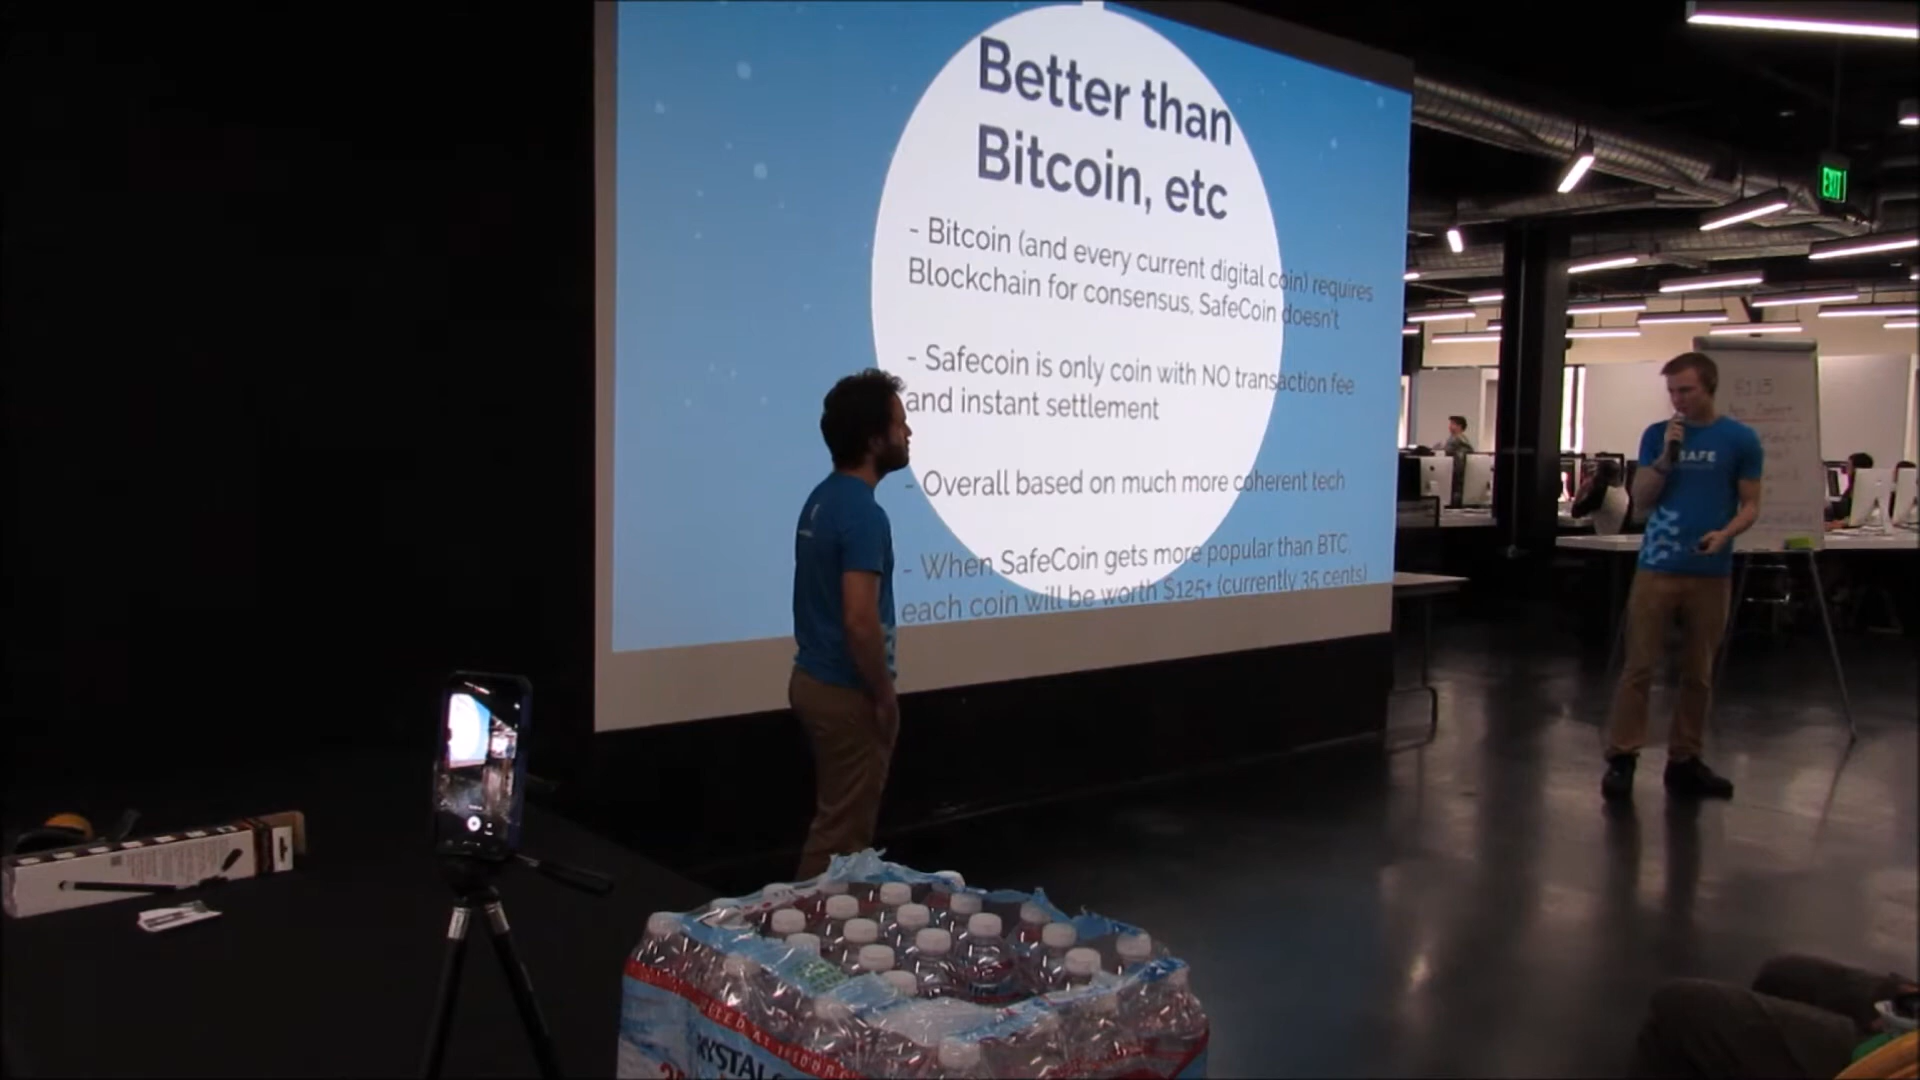 Better than
Bitcoin, etc
- Bitcoin (and every current digital coin) requires
Blockchain for consensus, SafeCoin doesn't
- Safecoin is only coin with NO transaction fee
and instant settlement
- Overall based on much more coherent tech
- When SafeCoin gets more popular than BTC,
each coin will be worth $125+ (currently 35 cents)
EXIT
SAFE